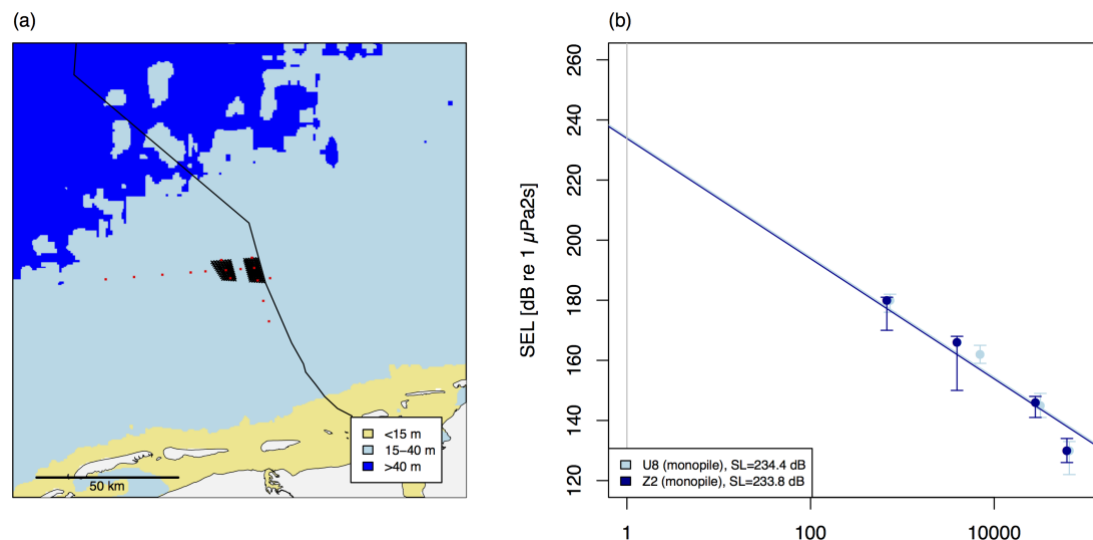 (a)
<15 m
15–40 m
>40 m
50 km
(b)
SEL [dB re 1 µPa2s]
260
240
220
200
180
160
140
120
U8 (monopile), SL=234.4 dB
Z2 (monopile), SL=233.8 dB
1
100
10000